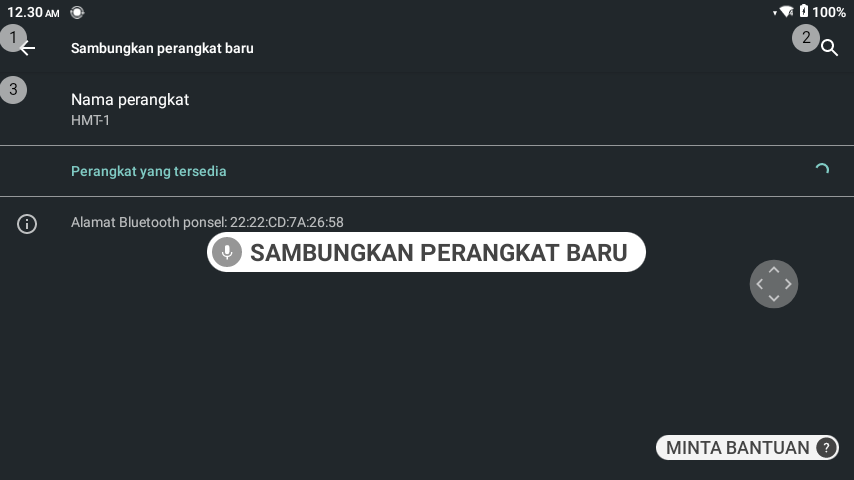 12.30 AM
100%
1
Sambungkan perangkat baru
2
3
Nama perangkat
HMT-1
Perangkat yang tersedia
Alamat Bluetooth ponsel: 22:22:CD:7A:26:58
SAMBUNGKAN PERANGKAT BARU
MINTA BANTUAN ?